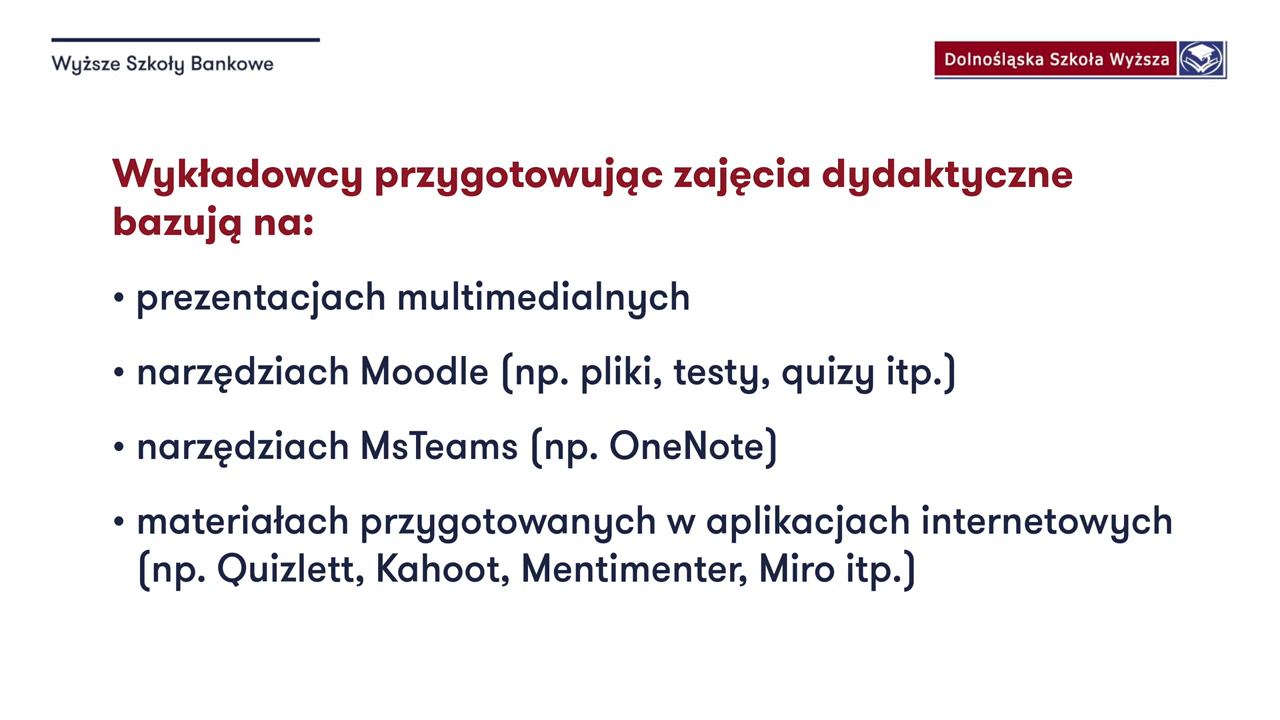 Wyższe Szkoły Bankowe
Dolnośląska Szkoła Wyższa
Wykładowcy przygotowując zajęcia dydaktyczne
bazują na:
• prezentacjach multimedialnych
• narzędziach Moodle (np. pliki, testy, quizy itp.)
• narzędziach MsTeams (np. OneNote)
• materiałach przygotowanych w aplikacjach internetowych
(np. Quizlett, Kahoot, Mentimenter, Miro itp.)